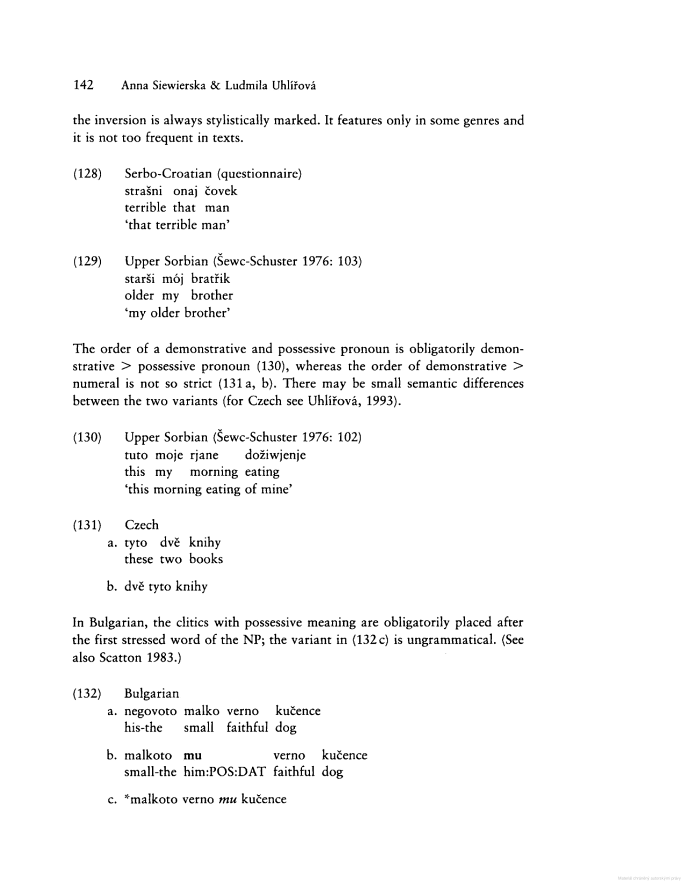 142 Anna Siewierska & Ludmila Uhlířová
the inversion is always stylistically marked. It features only in some genres and
it is not too frequent in texts.
(128) Serbo-Croatian (questionnaire)
strašni onaj čovek
terrible that man
‘that terrible man’
(129) Upper Sorbian (Šewc-Schuster 1976: 103)
starši mój bratřik
older my brother
‘my older brother’
The order of a demonstrative and possessive pronoun is obligatorily demon-
strative > possessive pronoun (130), whereas the order of demonstrative >
numeral is not so strict (131 a, b). There may be small semantic differences
between the two variants (for Czech see Uhlířová, 1993).
(130) Upper Sorbian (Šewc-Schuster 1976: 102)
tuto moje rjane dožiwjenje
this my morning eating
‘this morning eating of mine’
(131) Czech
a. tyto dvě knihy
these two books
b. dvě tyto knihy
In Bulgarian, the clitics with possessive meaning are obligatorily placed after
the first stressed word of the NP; the variant in (132 c) is ungrammatical. (See
also Scatton 1983.)
(132) Bulgarian
a. negovoto malko verno kučence
his-the small faithful dog
b. malkoto mu verno kučence
small-the him:POS:DAT faithful dog
c. *malkoto verno mu kučence